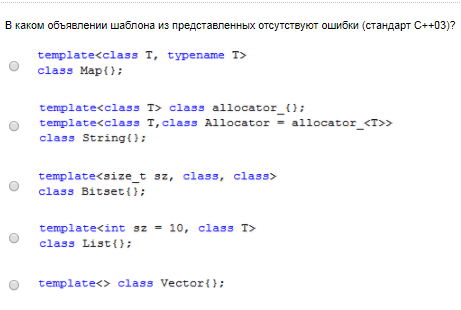 В каком объявлении шаблона из представленных отсутствуют ошибки (стандарт C++03)?
template<class T, typename T>
class Map{};
template<class T> class allocator_{};
template<class T,class Allocator = allocator_<T>>
class String{};
template<size_t sz, class, class>
class Bitset{};
template<int sz = 10, class T>
class List{};
template<> class Vector{};